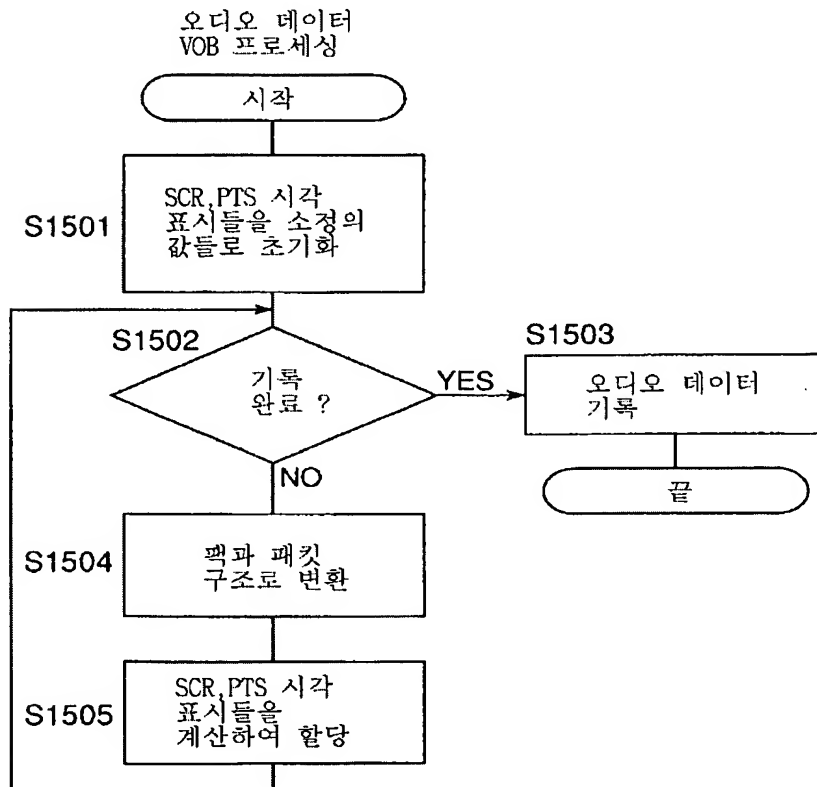 오디오 데이터
VOB 프로세싱
시작
S1501
SCR,PTS 시각
표시들을 소정의
값들로 초기화
S1502
기록
완료 ?
YES
S1503
오디오 데이터
기록
끝
NO
S1504
팩과 패킷
구조로 변환
S1505
SCR,PTS 시각
표시들을
계산하여 할당